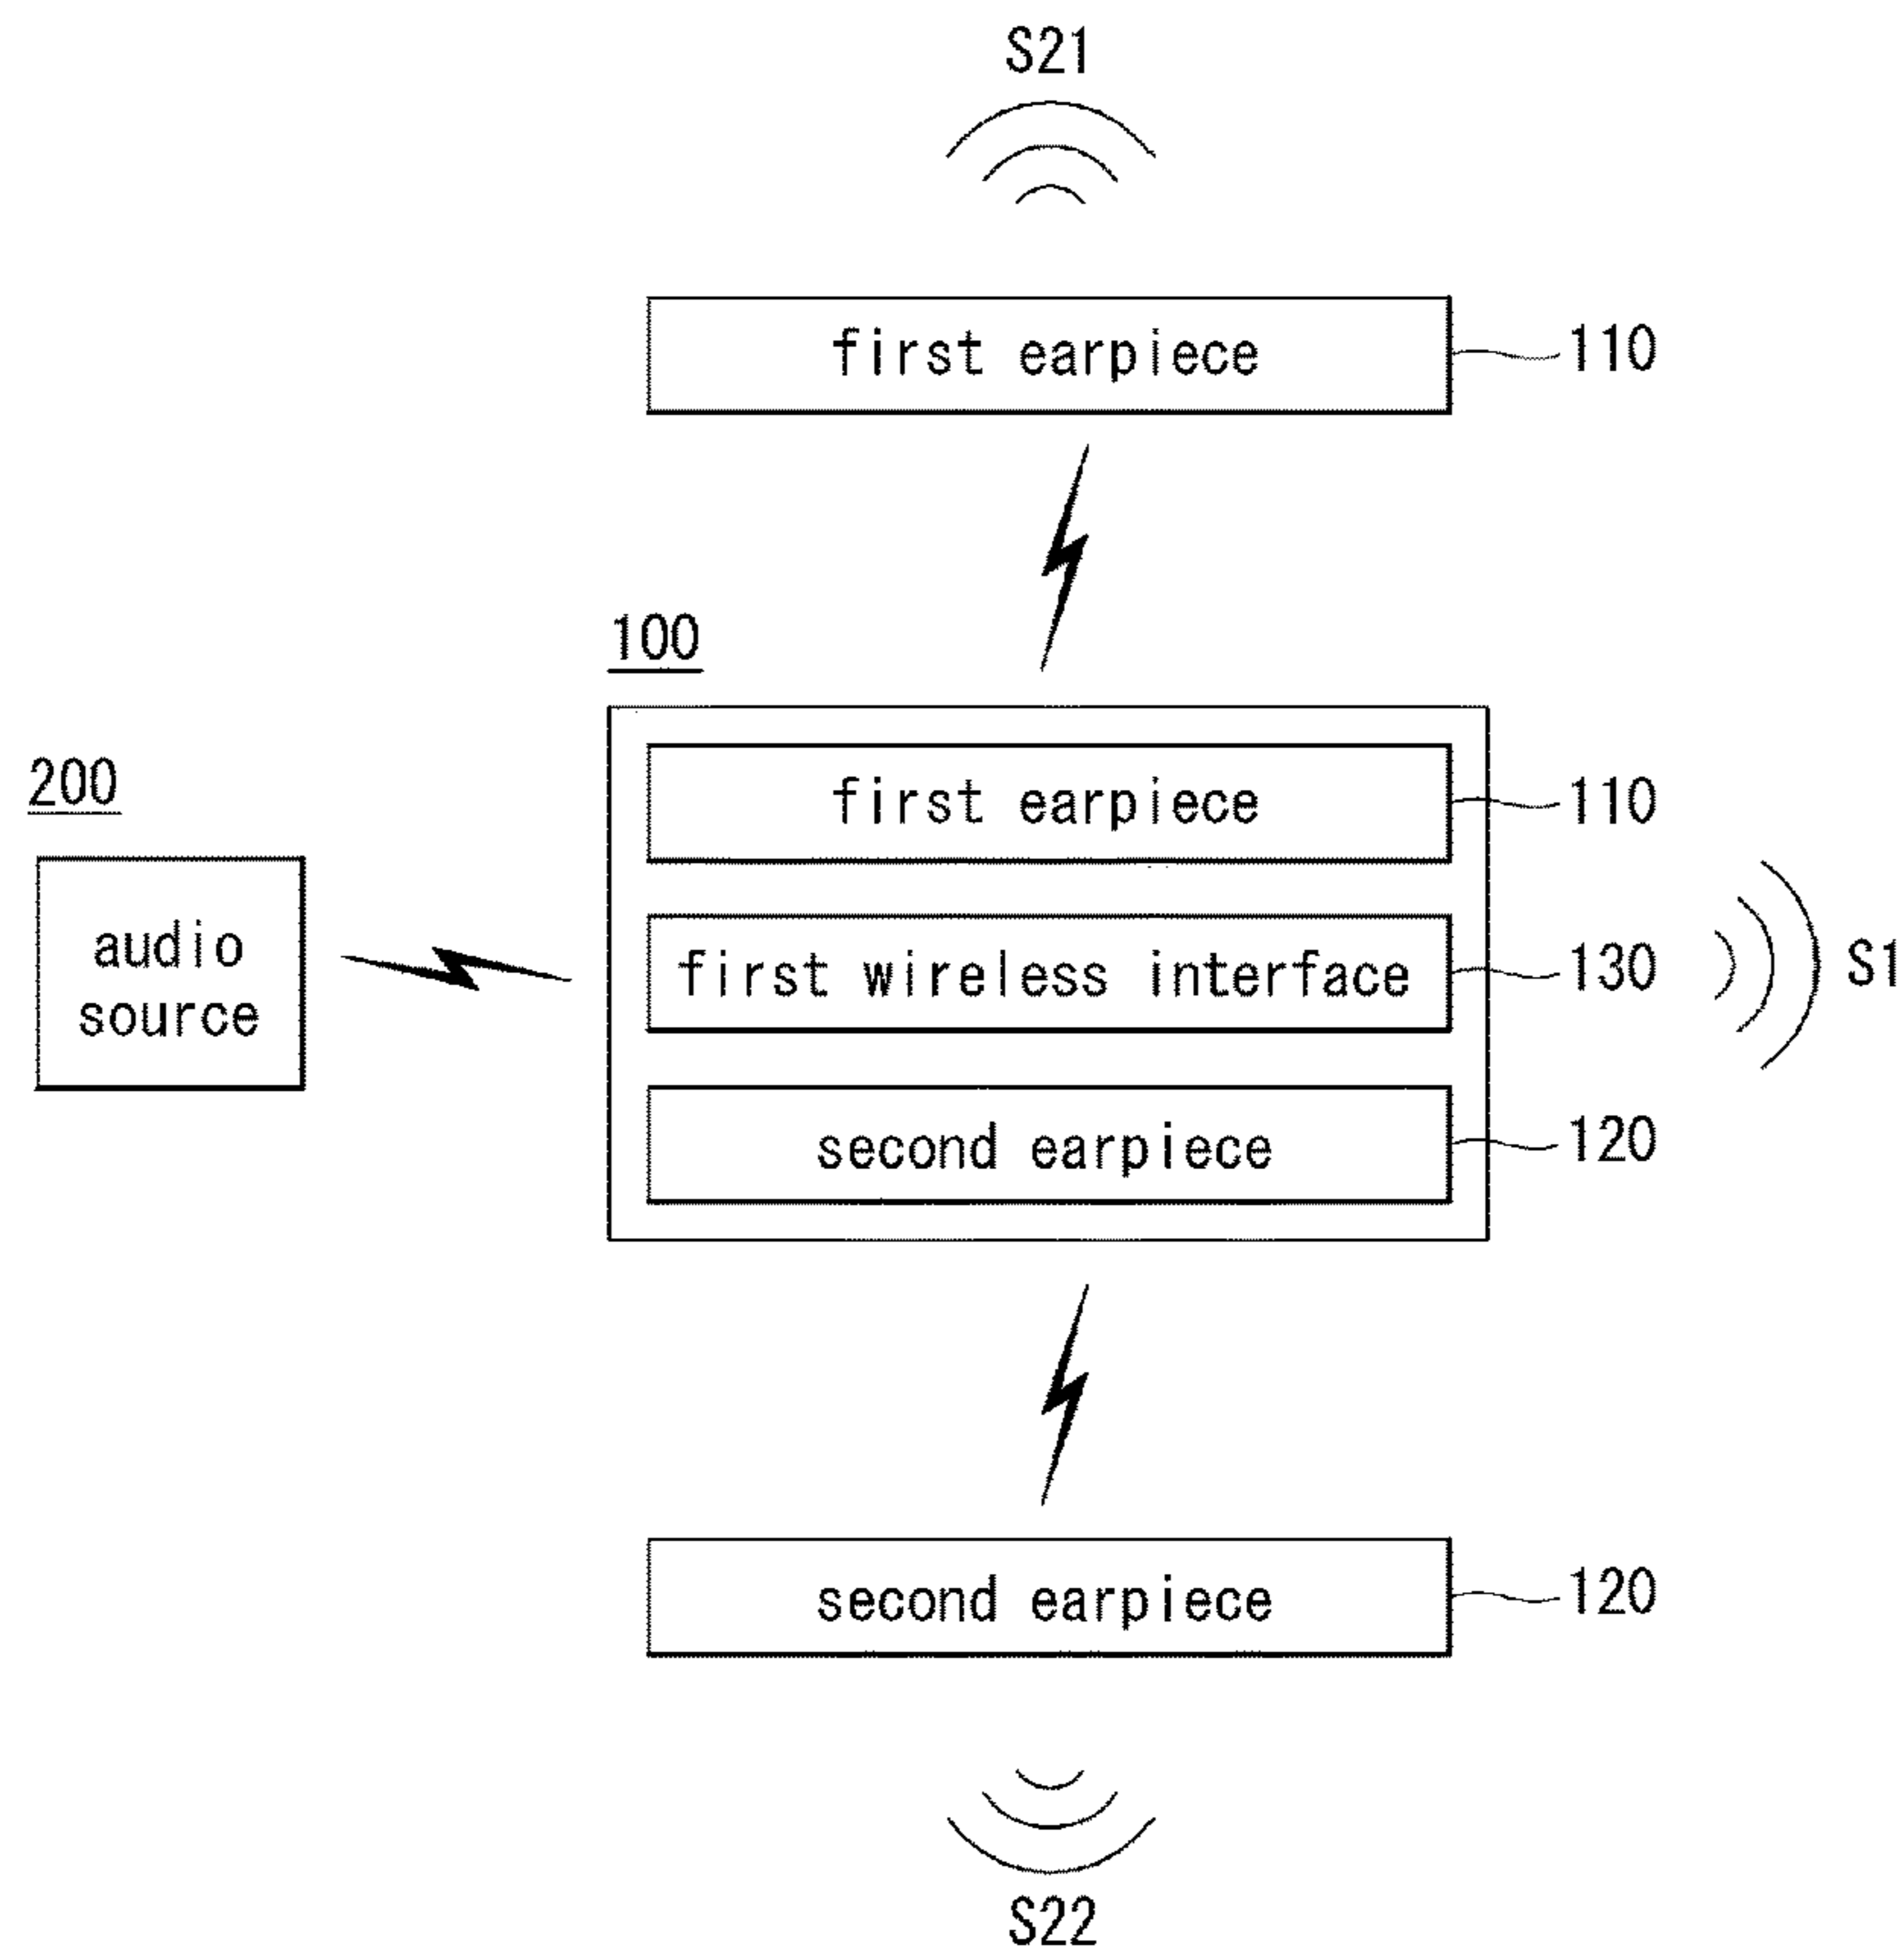 S21
first earpiece
110
100
200
first earpiece
110
audio
source
first wireless interface
130
S1
second earpiece
120
second earpiece
120
S22